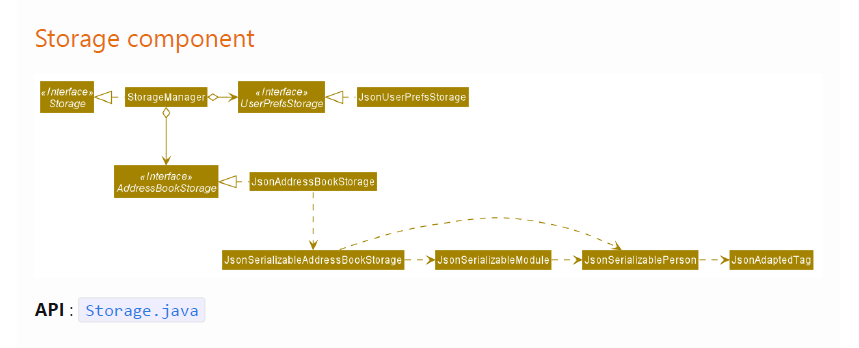 Storage component
«Interface»
Storage
StorageManager
«Interface»
UserPrefsStorage
JsonUserPrefsStorage
«Interface»
AddressBookStorage
JsonAddressBookStorage
JsonSerializableAddressBookStorage
JsonSerializableModule
JsonSerializablePerson
JsonAdaptedTag
API : Storage.java